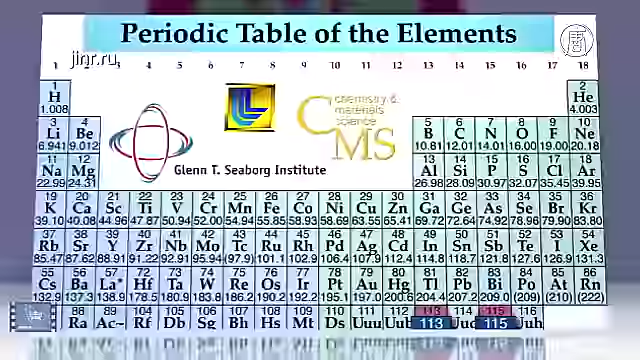 Periodic Table of the Elements
jinr.ru
1 2 3 4 5 6 7 8 9 10 11 12 13 14 15 16 17 18
1 2
H He
1.008 4.003
chemistry &
materials
science
CMS
Glenn T. Seaborg Institute
3 4 5 6 7 8 9 10
Li Be B C N O F Ne
6.941 9.012 10.81 12.01 14.01 16.00 19.00 20.18
11 12 13 14 15 16 17 18
Na Mg Al Si P S Cl Ar
22.99 24.31 26.98 28.09 30.97 32.07 35.45 39.95
19 20 21 22 23 24 25 26 27 28 29 30 31 32 33 34 35 36
K Ca Sc Ti V Cr Mn Fe Co Ni Cu Zn Ga Ge As Se Br Kr
39.10 40.08 44.96 47.87 50.94 52.00 54.94 55.85 58.93 58.69 63.55 65.41 69.72 72.64 74.92 78.96 79.90 83.80
37 38 39 40 41 42 43 44 45 46 47 48 49 50 51 52 53 54
Rb Sr Y Zr Nb Mo Tc Ru Rh Pd Ag Cd In Sn Sb Te I Xe
85.47 87.62 88.91 91.22 92.91 95.94 (97.9) 101.1 102.9 106.4 107.9 112.4 114.8 118.7 121.8 127.6 126.9 131.3
55 56 57 72 73 74 75 76 77 78 79 80 81 82 83 84 85 86
Cs Ba La* Hf Ta W Re Os Ir Pt Au Hg Tl Pb Bi Po At Rn
132.9 137.3 138.9 178.5 180.9 183.8 186.2 190.2 192.2 195.1 197.0 200.6 204.4 207.2 209.0 (209) (210) (222)
88 89 104 105 106 107 108 109 110 111 112 113 114 115 116
Ra Ac~ Rf Db Sg Bh Hs Mt Ds Uuu Uub 113 Uuq 115 Uuh